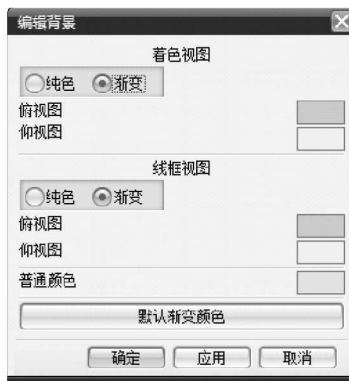 编辑背景
着色视图
纯色 渐变
俯视图
仰视图
线框视图
纯色 渐变
俯视图
仰视图
普通颜色
默认渐变颜色
确定 应用 取消